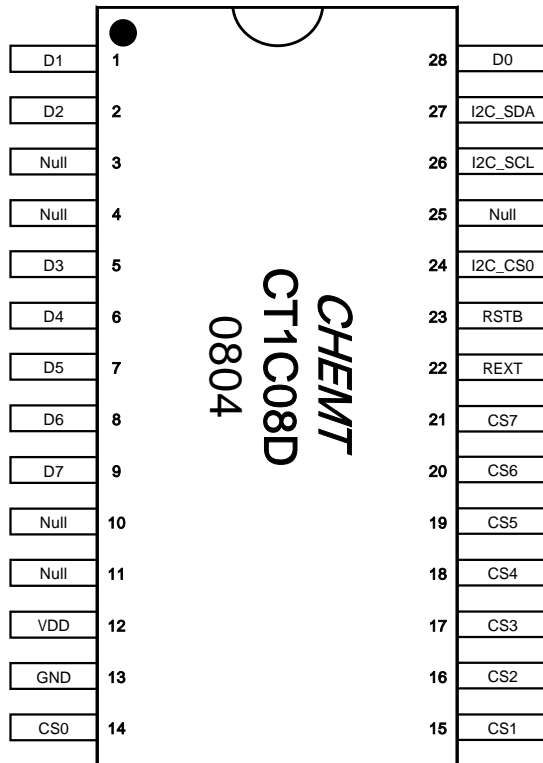 D1 1 28 D0
D2 2 27 I2C_SDA
Null 3 26 I2C_SCL
Null 4 25 Null
D3 5 24 I2C_CS0
D4 6 23 RSTB
D5 7 22 REXT
D6 8 21 CS7
D7 9 20 CS6
Null 10 19 CS5
Null 11 18 CS4
VDD 12 17 CS3
GND 13 16 CS2
CS0 14 15 CS1
CHEMT
CT1C08D
0804